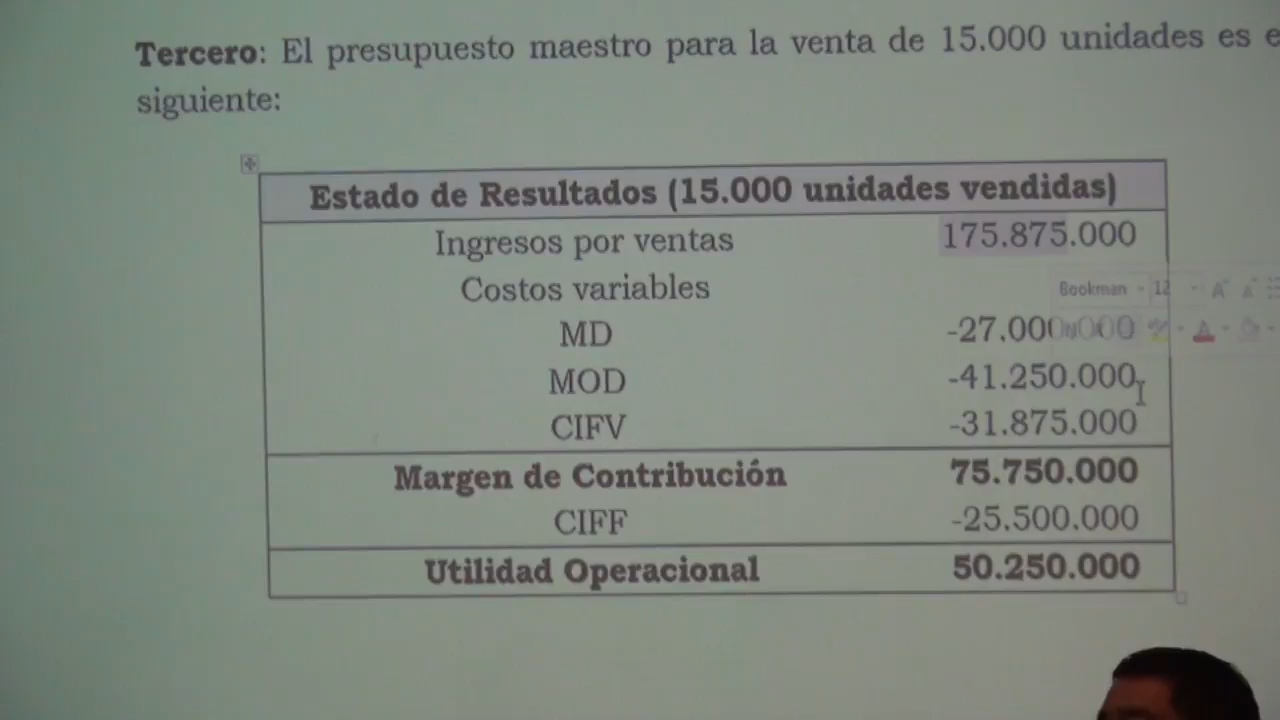 Tercero: El presupuesto maestro para la venta de 15.000 unidades es e
siguiente:
Estado de Resultados (15.000 unidades vendidas)
Ingresos por ventas 175.875.000
Costos variables
Bookman 12
MD -27.000.000
MOD -41.250.000
CIFV -31.875.000
Margen de Contribución 75.750.000
CIFF -25.500.000
Utilidad Operacional 50.250.000